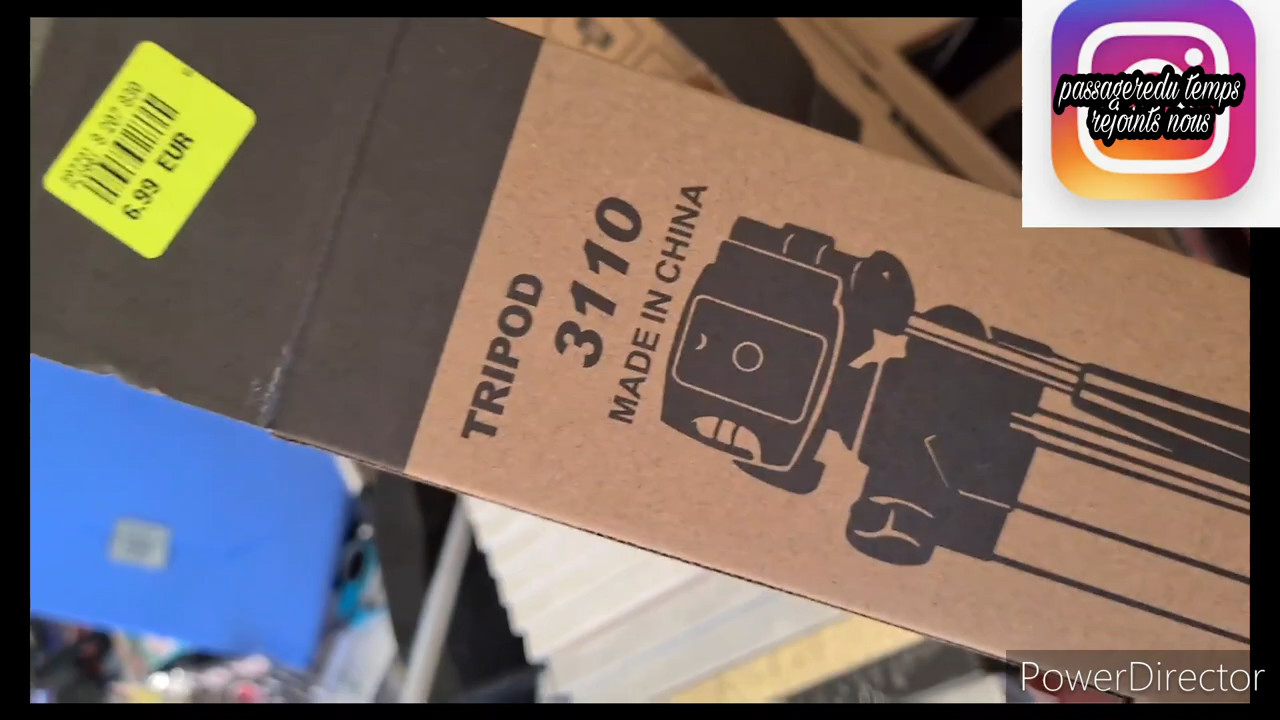 6.99 EUR
TRIPOD
3110
MADE IN CHINA
passageredu temps
rejoints nous
PowerDirector